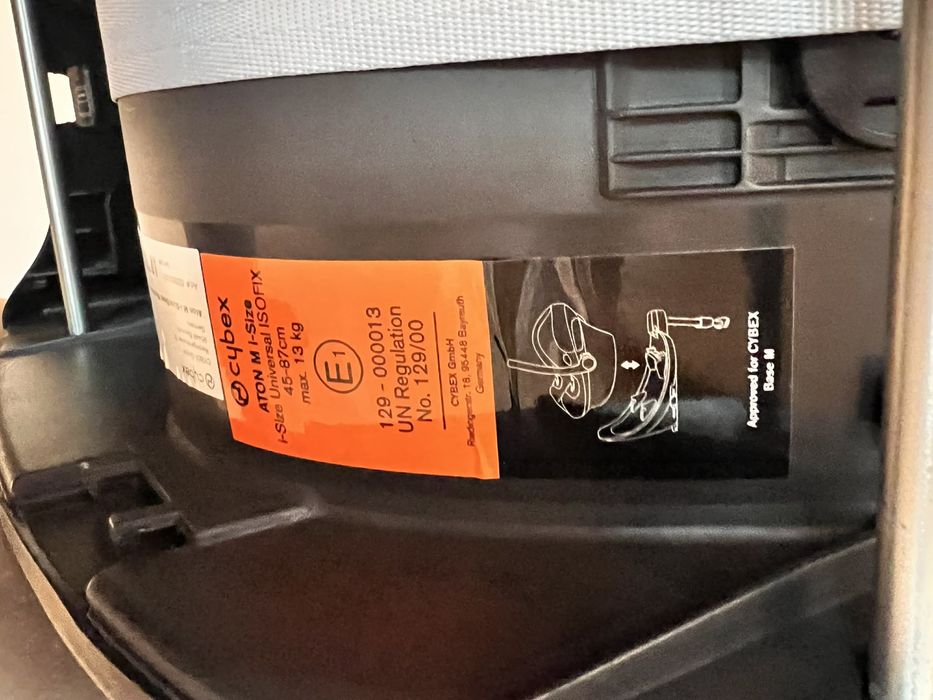 cybex
ATON M i-Size
i-Size Universal ISOFIX
45-87cm
max. 13 kg
E1
129 - 000013
UN Regulation
No. 129/00
CYBEX GmbH
Riedingerstr. 18, 95448 Bayreuth
Germany
Approved for CYBEX
Base M
cybex